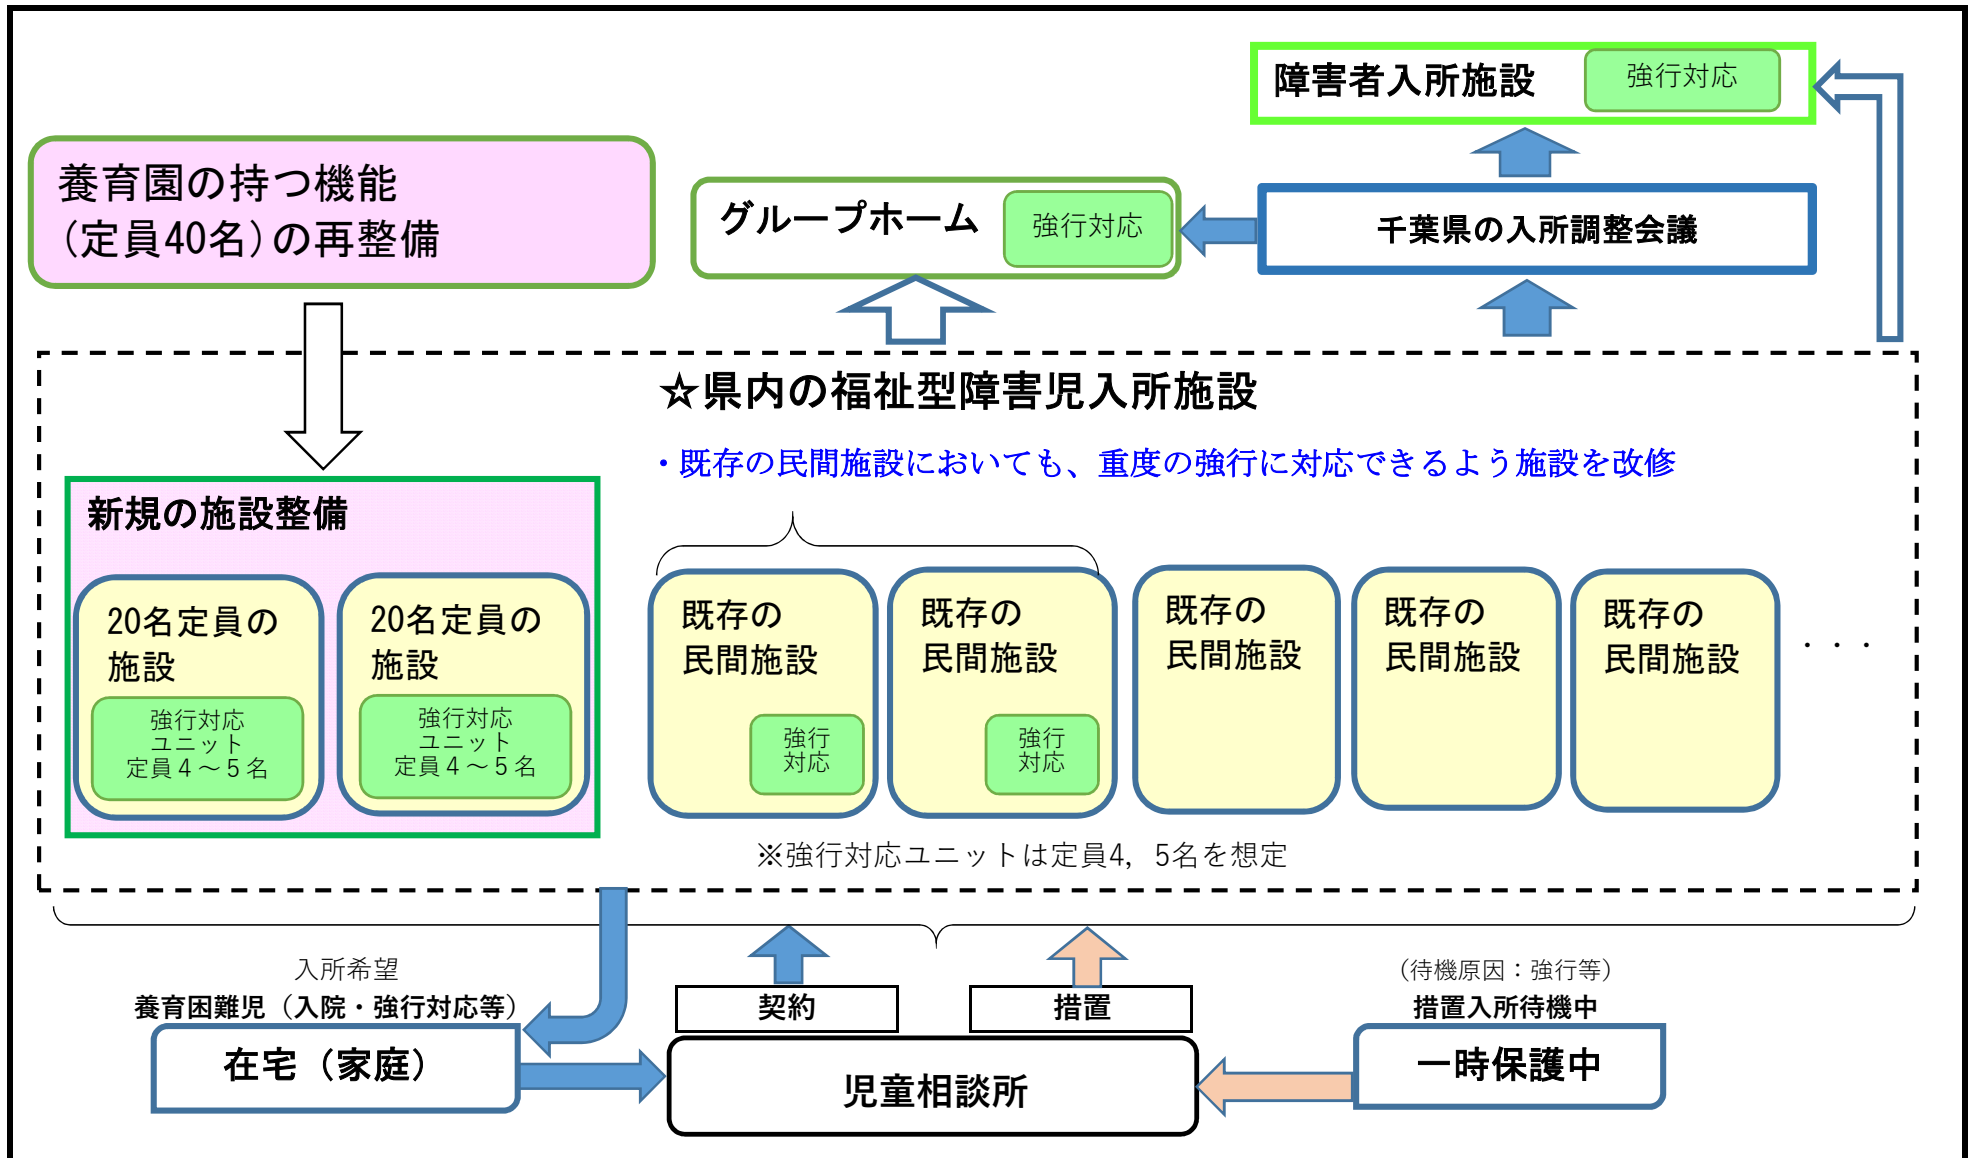 障害者入所施設
強行対応
養育園の持つ機能
(定員40名)の再整備
グループホーム
強行対応
千葉県の入所調整会議
☆県内の福祉型障害児入所施設
・既存の民間施設においても、重度の強行に対応できるよう施設を改修
新規の施設整備
20名定員の
施設
強行対応
ユニット
定員４～５名
20名定員の
施設
強行対応
ユニット
定員４～５名
既存の
民間施設
強行
対応
既存の
民間施設
強行
対応
既存の
民間施設
既存の
民間施設
既存の
民間施設
・・・
※強行対応ユニットは定員4，5名を想定
入所希望
養育困難児（入院・強行対応等）
在宅（家庭）
契約
措置
児童相談所
（待機原因：強行等）
措置入所待機中
一時保護中